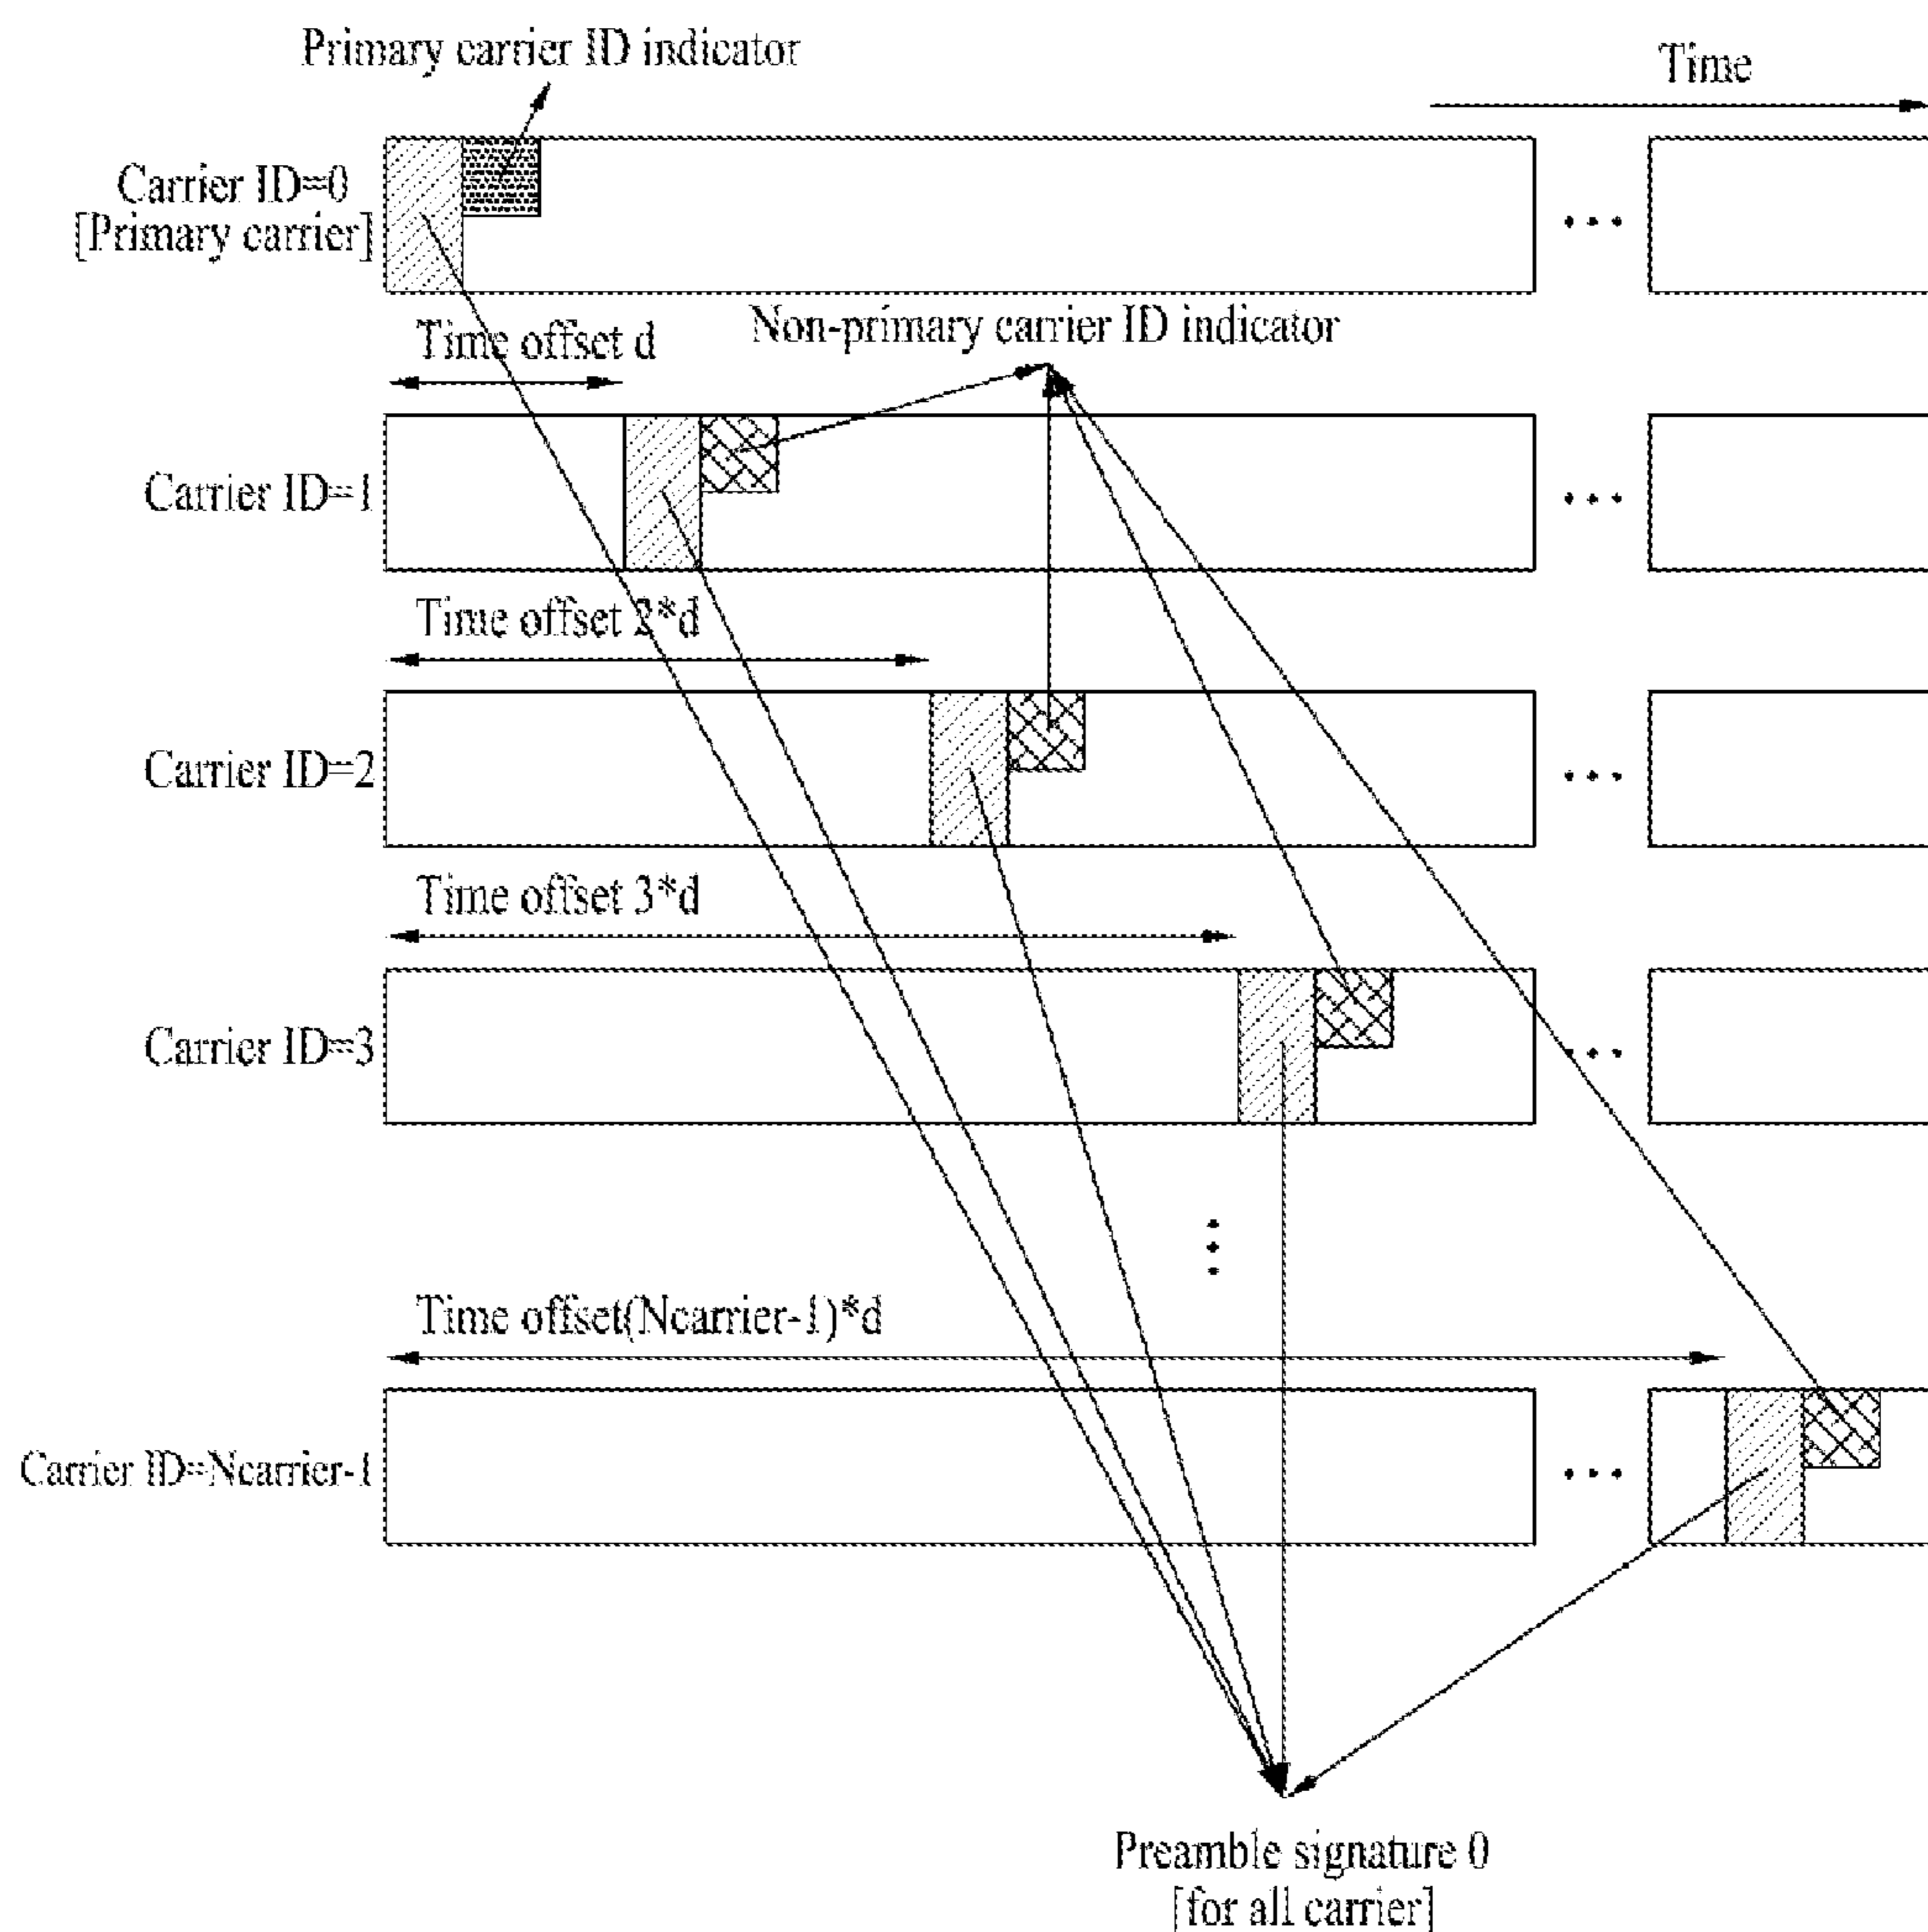 Primary carrier ID indicator
Time
Carrier ID=0
[Primary carrier]
Time offset d
Non-primary carrier ID indicator
Carrier ID=1
Time offset 2*d
Carrier ID=2
Time offset 3*d
Carrier ID=3
Time offset(Ncarrier-1)*d
Carrier ID=Ncarrier-1
Preamble signature 0
[for all carrier]